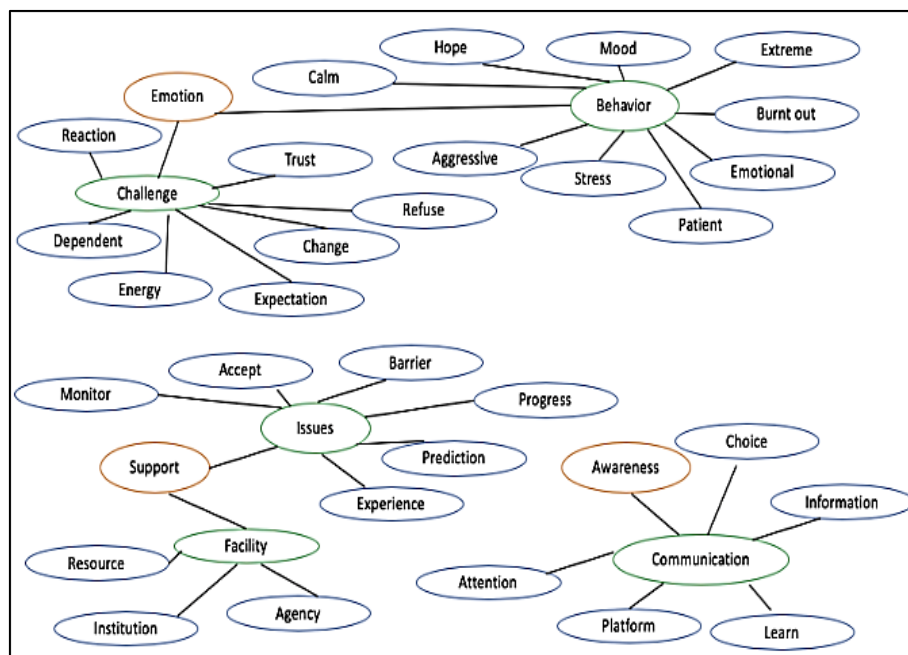 Hope
Mood
Extreme
Calm
Emotion
Behavior
Burnt out
Reaction
Trust
Aggressive
Stress
Emotional
Challenge
Refuse
Patient
Dependent
Change
Energy
Expectation
Accept
Barrier
Monitor
Progress
Issues
Choice
Support
Prediction
Awareness
Experience
Information
Facility
Resource
Communication
Attention
Institution
Agency
Platform
Learn